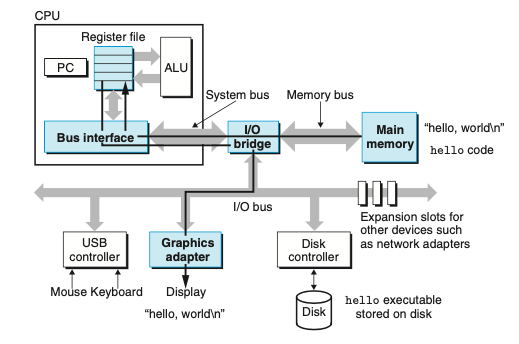 CPU
Register file
PC
ALU
System bus
Memory bus
Bus interface
I/O
bridge
Main
memory
"hello, world\n"
hello code
I/O bus
Expansion slots for
other devices such
as network adapters
USB
controller
Graphics
adapter
Disk
controller
Mouse Keyboard
Display
"hello, world\n"
Disk
hello executable
stored on disk